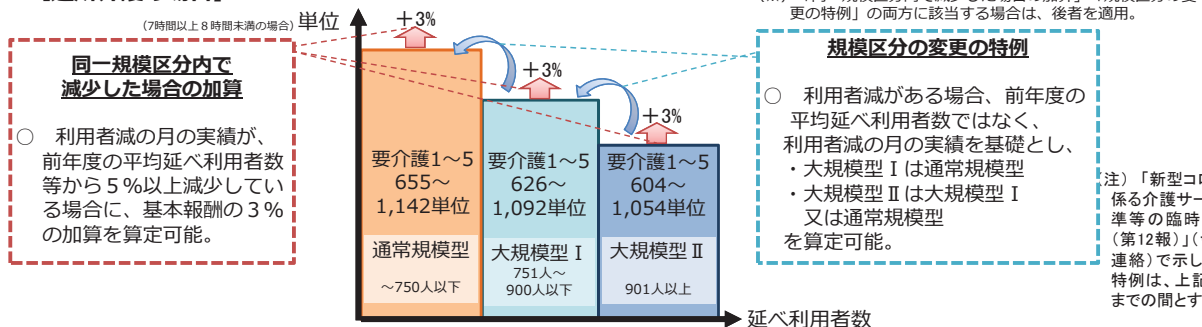 (7時間以上8時間未満の場合)
単位
更の特例」の両方に該当する場合は、後者を適用。
同一規模区分内で
減少した場合の加算
○ 利用者減の月の実績が、
前年度の平均延べ利用者数
等から5%以上減少してい
る場合に、基本報酬の3%
の加算を算定可能。
+3%
+3%
+3%
要介護1~5
655~
1,142単位
通常規模型
~750人以下
要介護1~5
626~
1,092単位
大規模型Ⅰ
751人~
900人以下
要介護1~5
604~
1,054単位
大規模型Ⅱ
901人以上
延べ利用者数
規模区分の変更の特例
○ 利用者減がある場合、前年度の
平均延べ利用者数ではなく、
利用者減の月の実績を基礎とし、
・大規模型Ⅰは通常規模型
・大規模型Ⅱは大規模型Ⅰ
又は通常規模型
を算定可能。
注)「新型コロ
係る介護サー
準等の臨時
(第12報)」(
連絡)で示し
特例は、上記
までの間とす